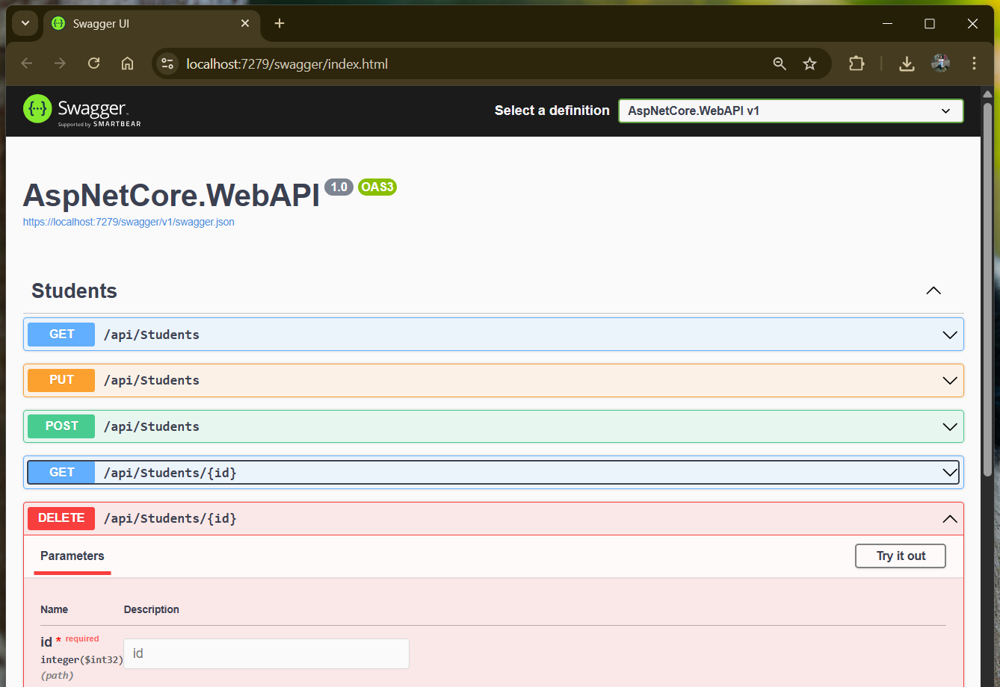 Swagger UI
localhost:7279/swagger/index.html
{··} Swagger™
Supported by SMARTBEAR
Select a definition
AspNetCore.WebAPI v1
AspNetCore.WebAPI 1.0 OAS3
https://localhost:7279/swagger/v1/swagger.json
Students
GET /api/Students
PUT /api/Students
POST /api/Students
GET /api/Students/{id}
DELETE /api/Students/{id}
Parameters
Try it out
Name Description
id * required
id
integer($int32)
(path)